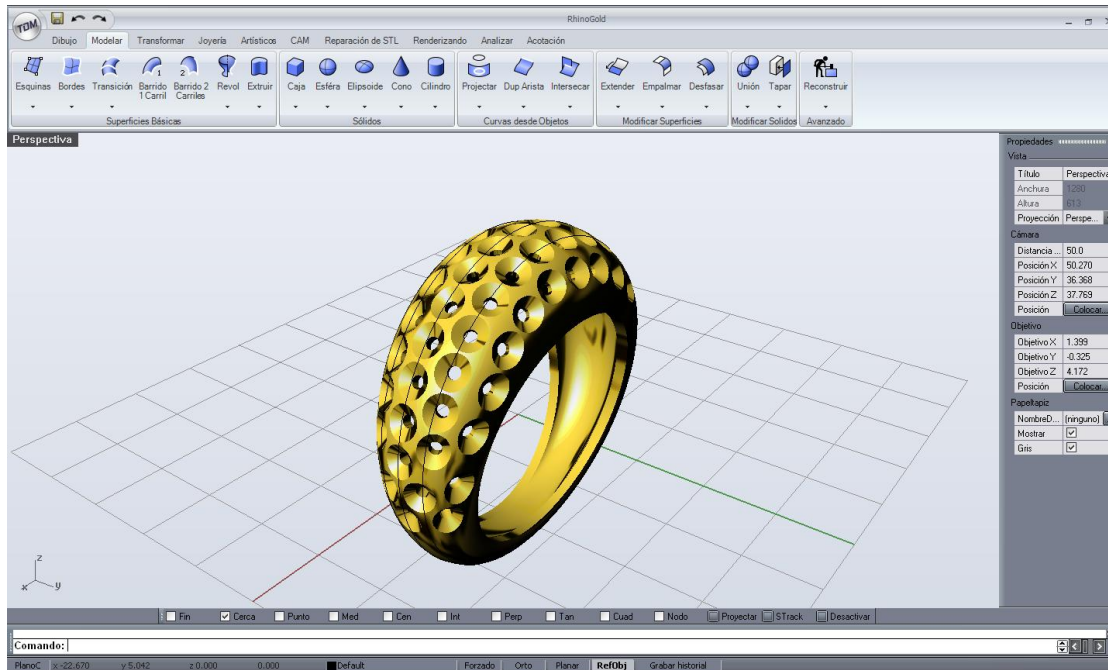 RhinoGold
TDM
Dibujo Modelar Transformar Joyería Artísticos CAM Reparación de STL Renderizando Analizar Acotación
Esquinas Bordes Transición Barrido 1 Carril Barrido 2 Carriles Revol Extruir Caja Esféra Elipsoide Cono Cilindro Projectar Dup Arista Intersecar Extender Empalmar Desfasar Unión Tapar Reconstruir
Superficies Básicas Sólidos Curvas desde Objetos Modificar Superficies Modificar Solidos Avanzado
Perspectiva
Propiedades
Vista
Título Perspectiva
Anchura 1280
Altura 613
Proyección Perspe...
Cámara
Distancia ... 50.0
Posición X 50.270
Posición Y 36.368
Posición Z 37.769
Posición Colocar...
Objetivo
Objetivo X 1.399
Objetivo Y -0.325
Objetivo Z 4.172
Posición Colocar...
Papeltapiz
NombreD... (ninguno)
Mostrar
Gris
z
x y
Fin Cerca Punto Med Cen Int Perp Tan Cuad Nodo Proyectar STrack Desactivar
Comando:
PlanoC x -22.670 y 5.042 z 0.000 0.000 Default Forzado Orto Planar RefObj Grabar historial